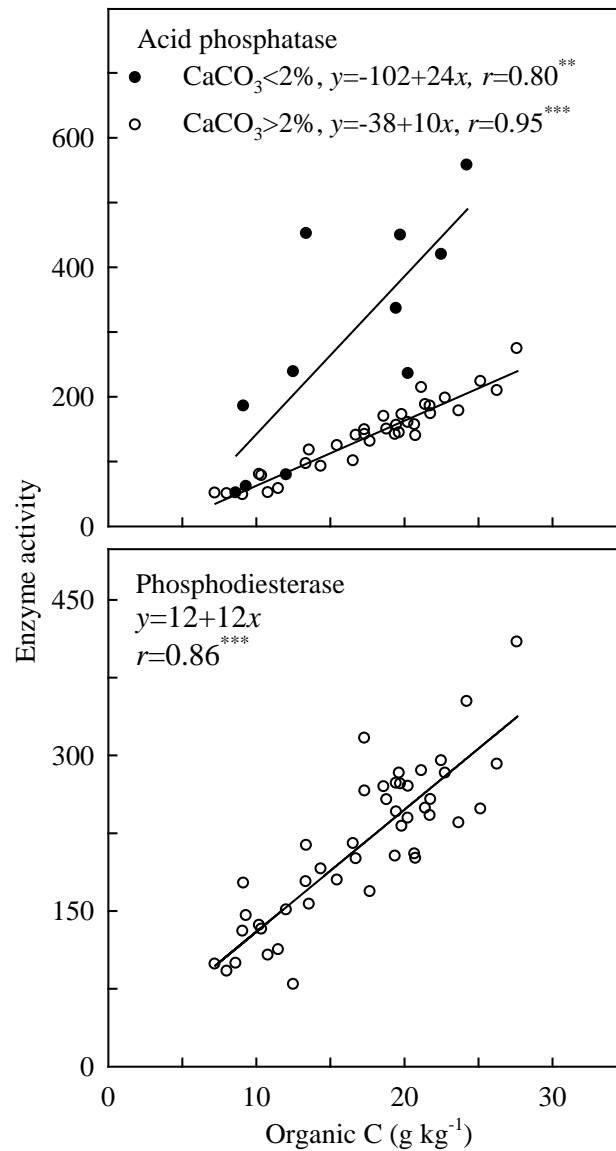 Acid phosphatase
● CaCO₃<2%, y=-102+24x, r=0.80**
○ CaCO₃>2%, y=-38+10x, r=0.95***
600
400
200
0
Enzyme activity
Phosphodiesterase
y=12+12x
r=0.86***
450
300
150
0
0 10 20 30
Organic C (g kg⁻¹)